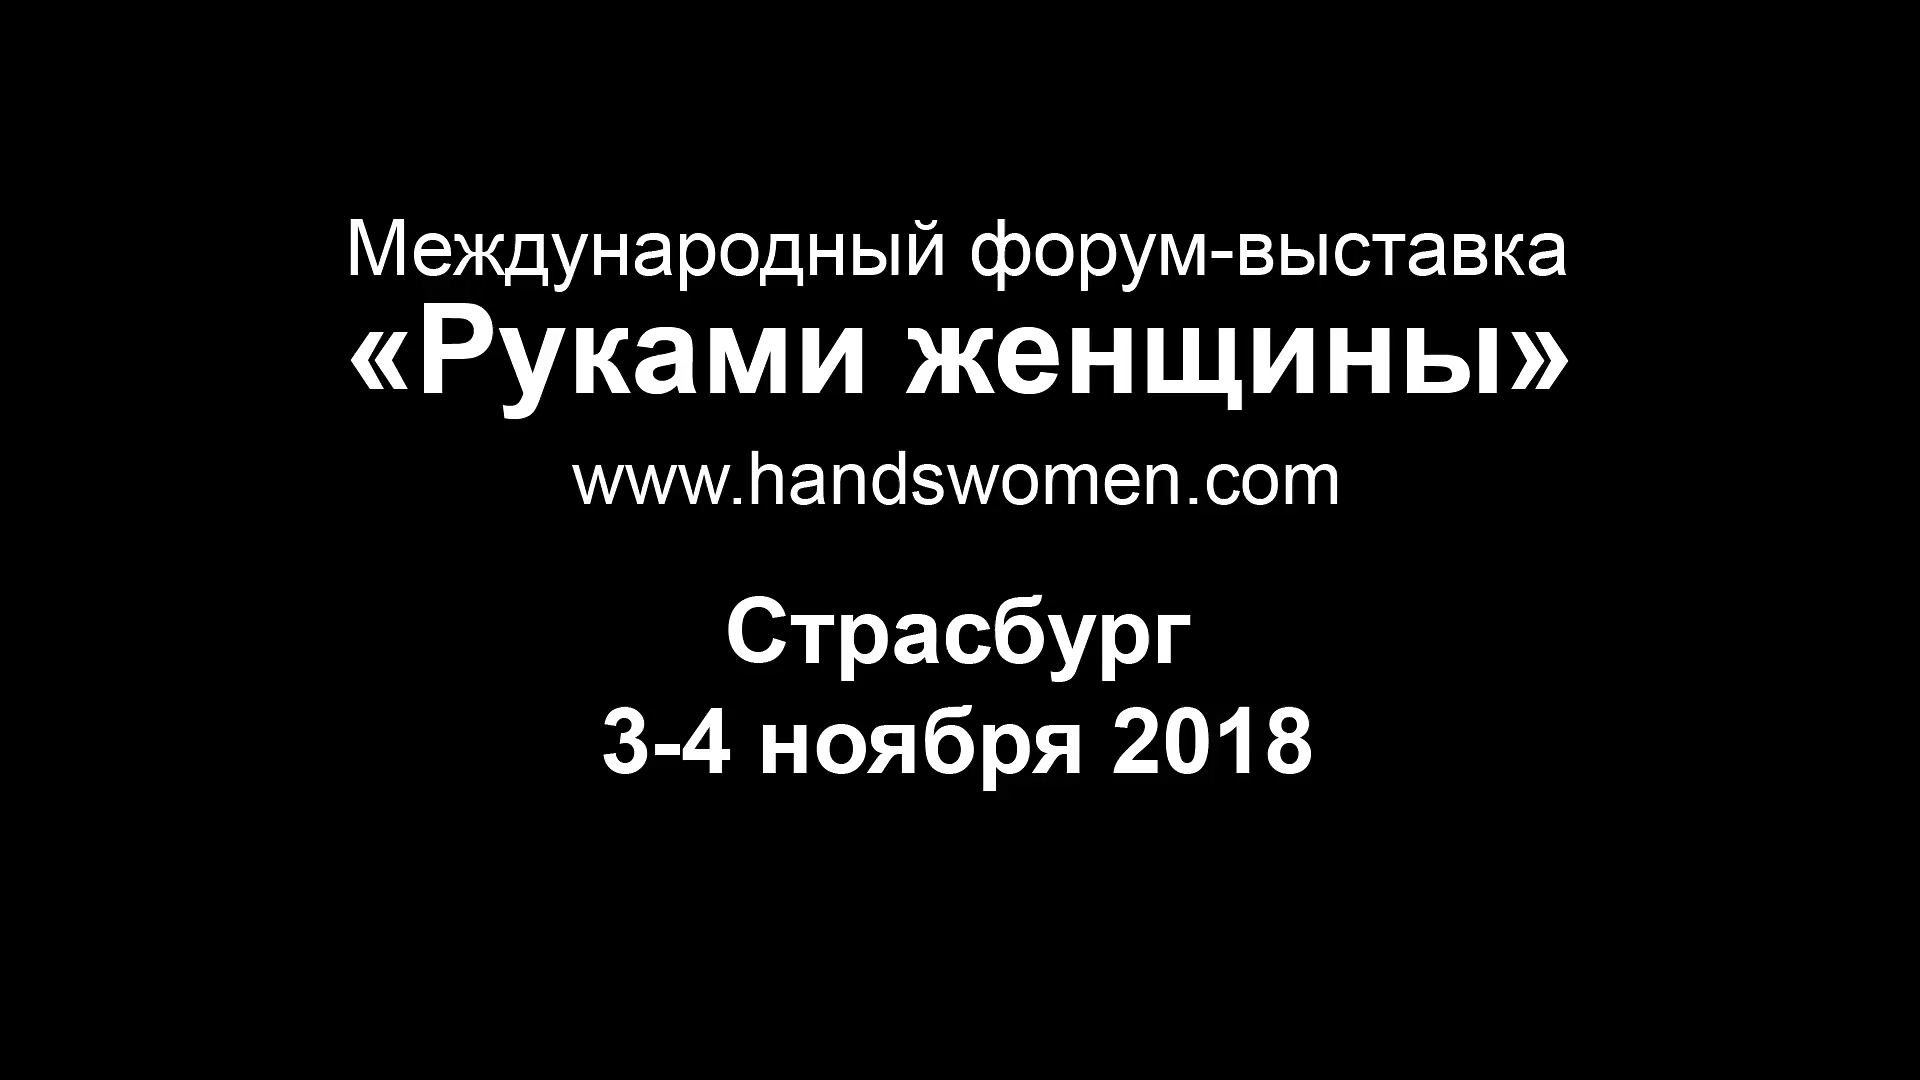 Международный форум-выставка
«Руками женщины»
www.handswomen.com
Страсбург
3-4 ноября 2018